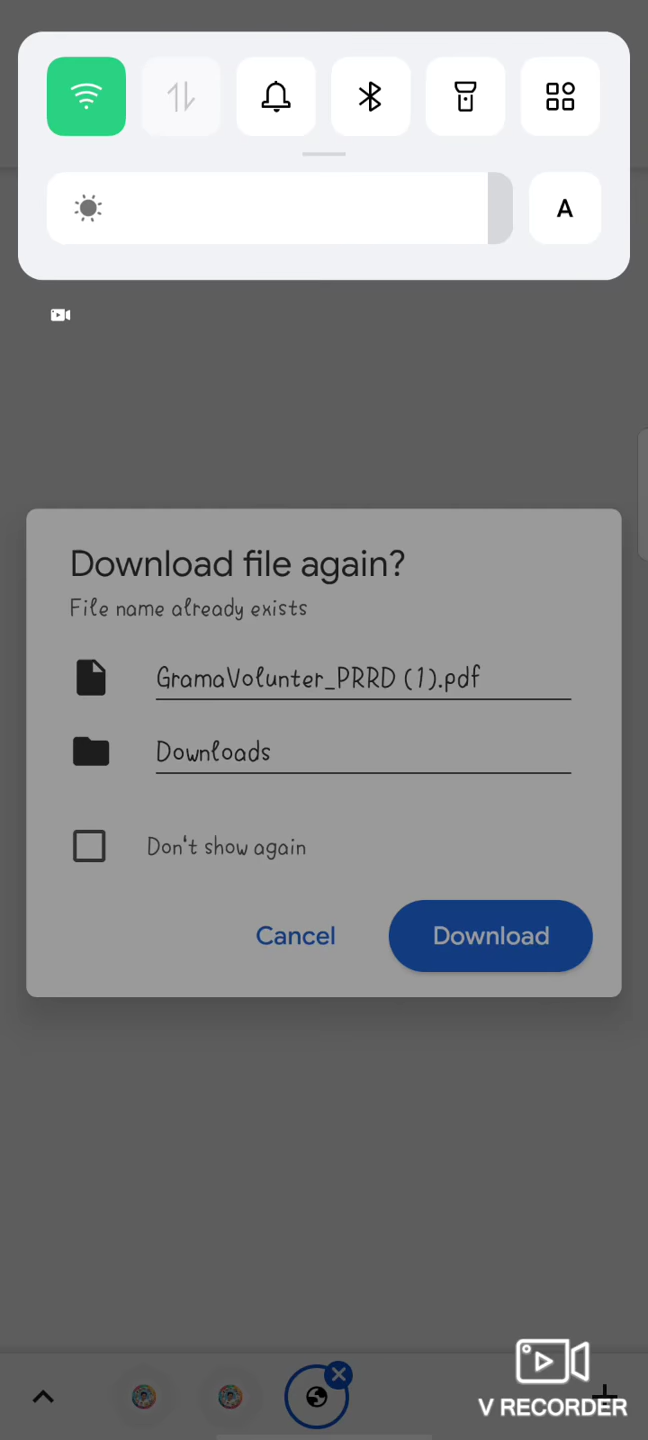 A
Download file again?
File name already exists
GramaVolunter_PRRD (1).pdf
Downloads
Don't show again
Cancel
Download
V RECORDER